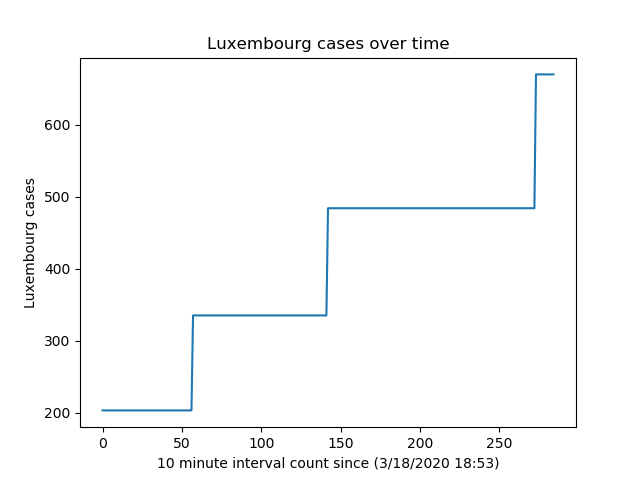 Luxembourg cases over time
600
500
400
300
200
Luxembourg cases
0 50 100 150 200 250
10 minute interval count since (3/18/2020 18:53)